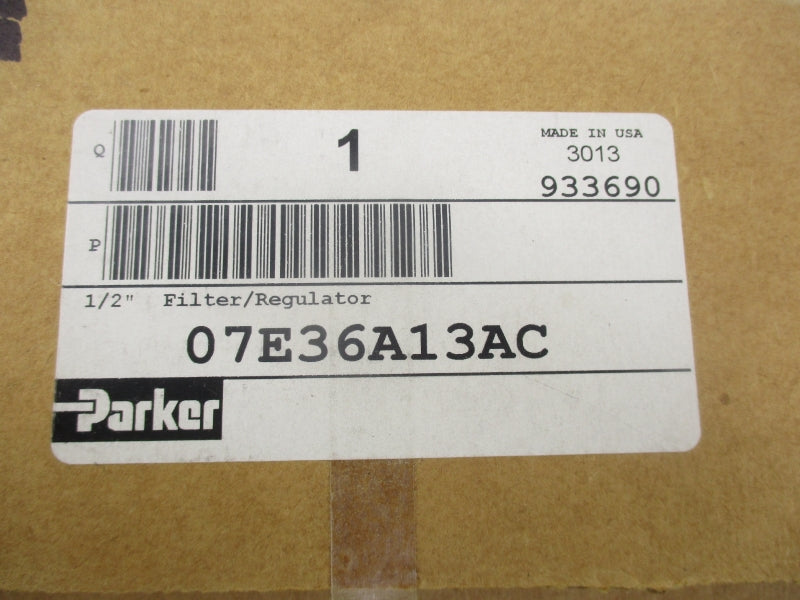 Q 1 MADE IN USA
3013
933690
P
1/2" Filter/Regulator
07E36A13AC
Parker